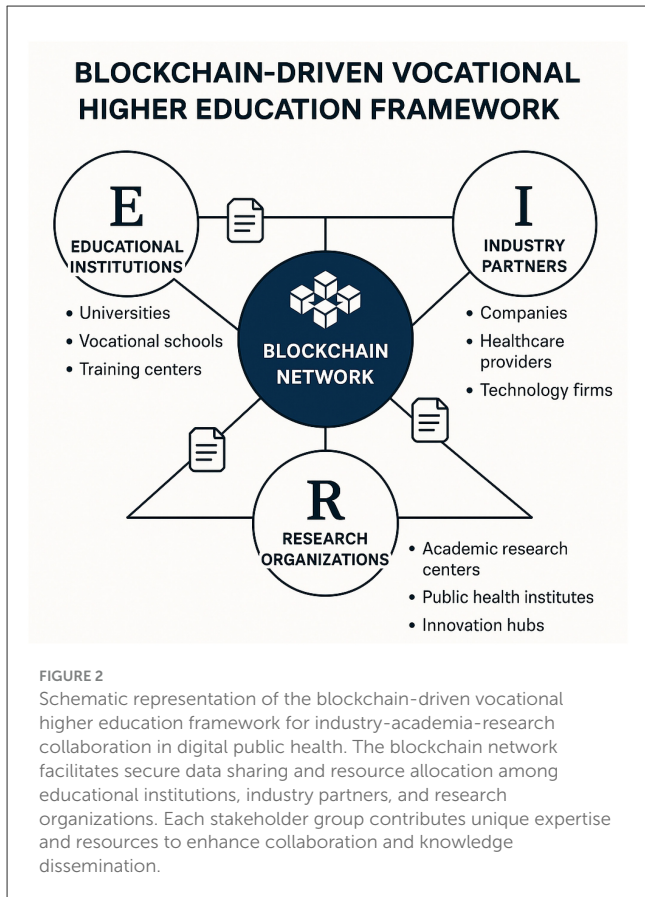 BLOCKCHAIN-DRIVEN VOCATIONAL
HIGHER EDUCATION FRAMEWORK
E
EDUCATIONAL
INSTITUTIONS
• Universities
• Vocational schools
• Training centers
I
INDUSTRY
PARTNERS
• Companies
• Healthcare
providers
• Technology firms
BLOCKCHAIN
NETWORK
R
RESEARCH
ORGANIZATIONS
• Academic research
centers
• Public health institutes
• Innovation hubs
FIGURE 2
Schematic representation of the blockchain-driven vocational
higher education framework for industry-academia-research
collaboration in digital public health. The blockchain network
facilitates secure data sharing and resource allocation among
educational institutions, industry partners, and research
organizations. Each stakeholder group contributes unique expertise
and resources to enhance collaboration and knowledge
dissemination.